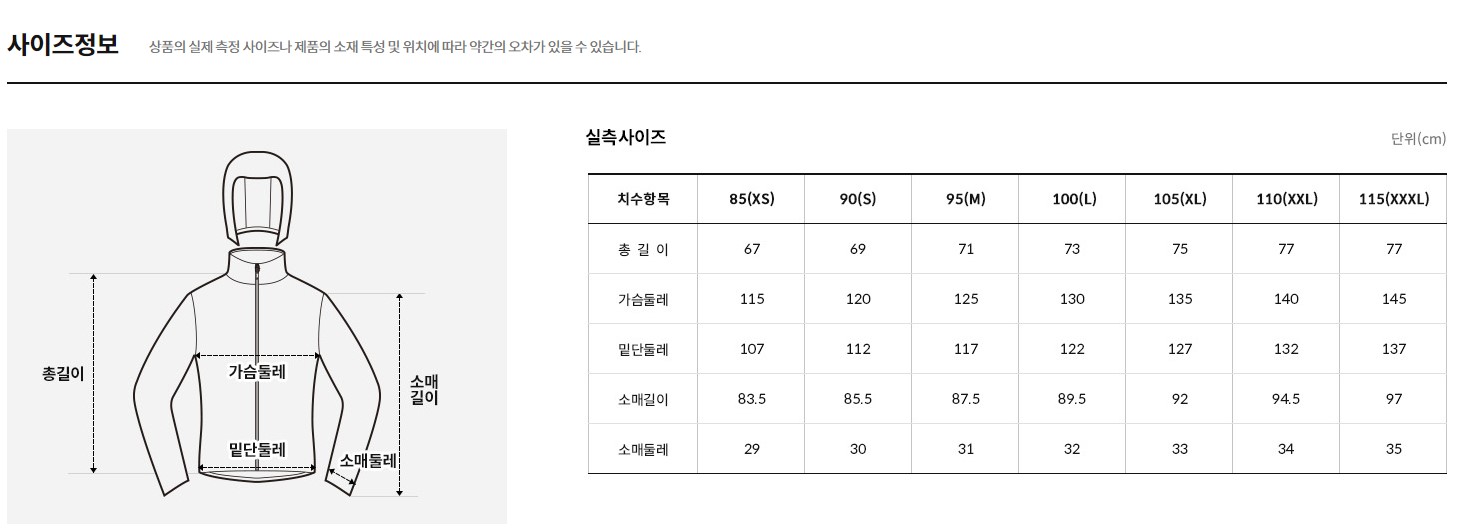 사이즈정보 상품의 실제 측정 사이즈나 제품의 소재 특성 및 위치에 따라 약간의 오차가 있을 수 있습니다.
총길이
가슴둘레
소매
길이
밑단둘레
소매둘레
실측사이즈 단위(cm)
치수항목 85(XS) 90(S) 95(M) 100(L) 105(XL) 110(XXL) 115(XXXL)
총 길 이 67 69 71 73 75 77 77
가슴둘레 115 120 125 130 135 140 145
밑단둘레 107 112 117 122 127 132 137
소매길이 83.5 85.5 87.5 89.5 92 94.5 97
소매둘레 29 30 31 32 33 34 35